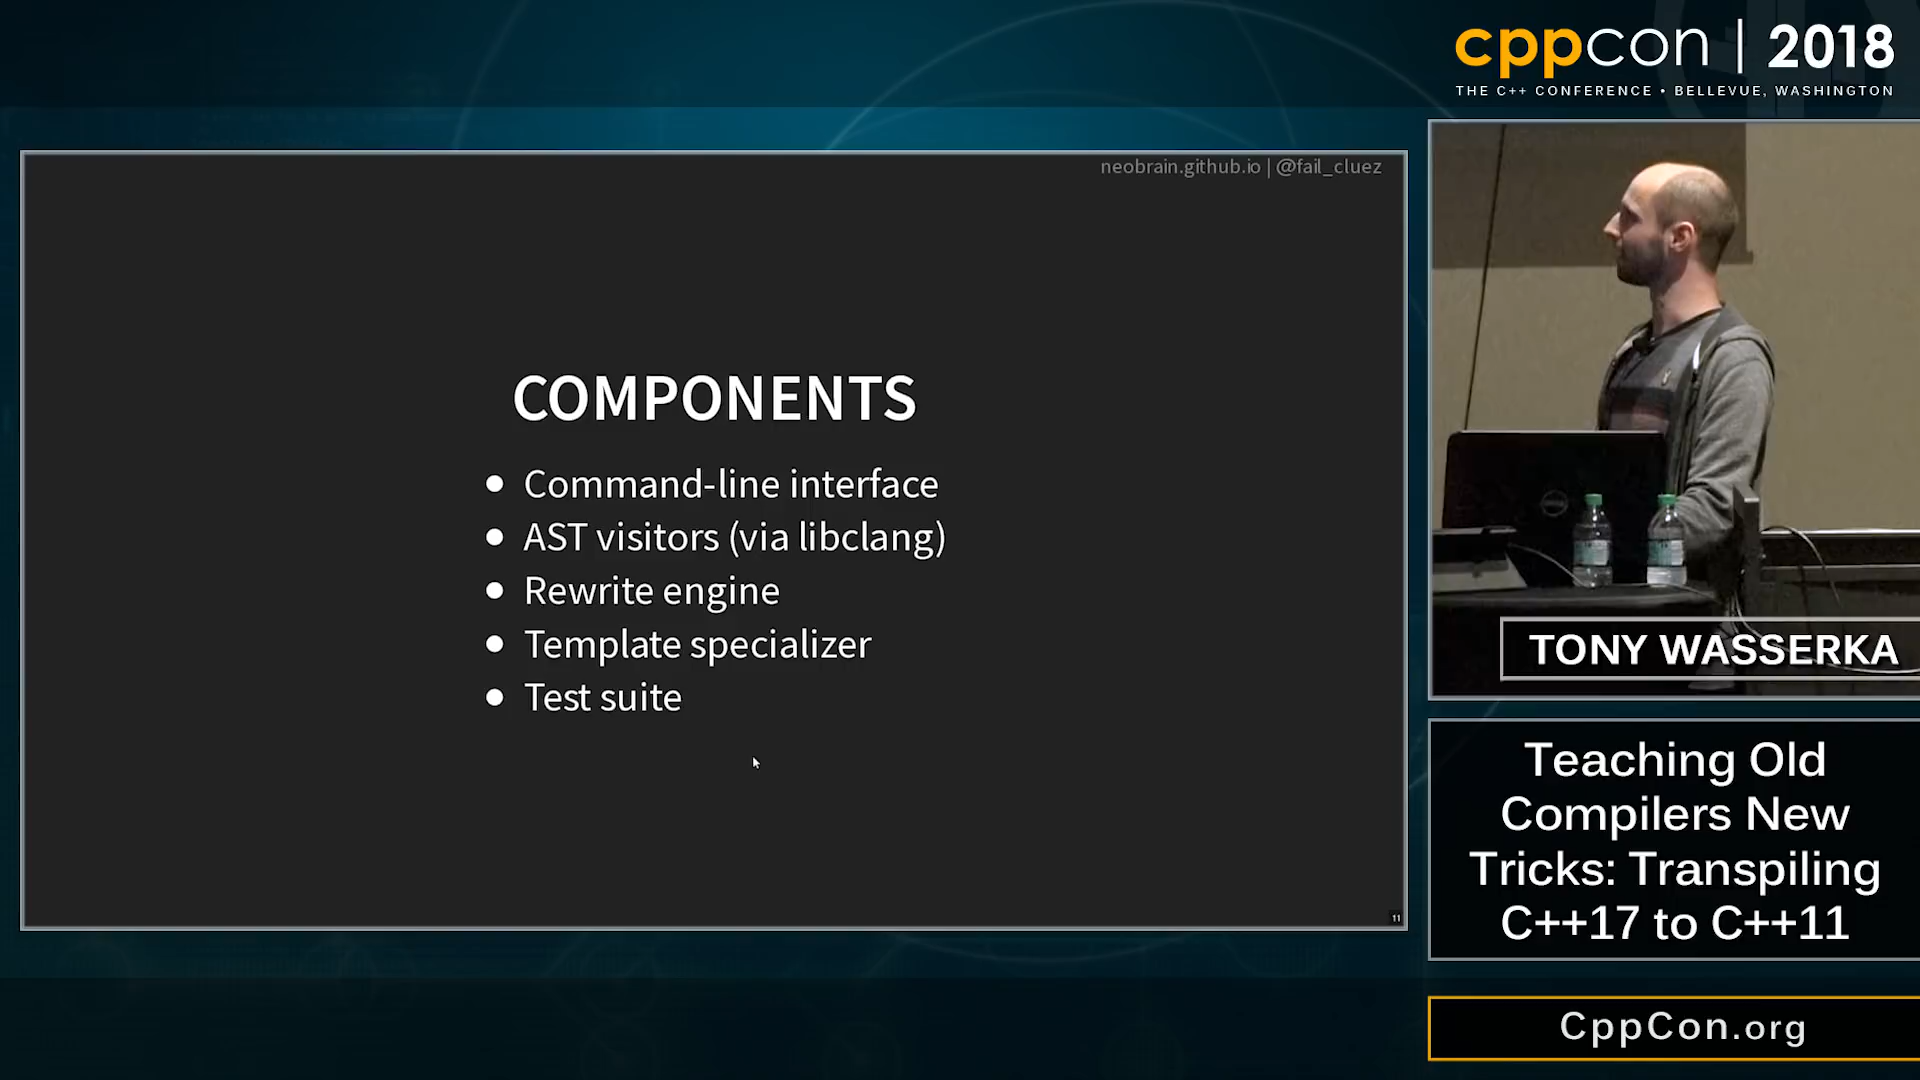 cppcon | 2018
THE C++ CONFERENCE • BELLEVUE, WASHINGTON
neobrain.github.io | @fail_cluez
COMPONENTS
• Command-line interface
• AST visitors (via libclang)
• Rewrite engine
• Template specializer
• Test suite
11
TONY WASSERKA
Teaching Old
Compilers New
Tricks: Transpiling
C++17 to C++11
CppCon.org